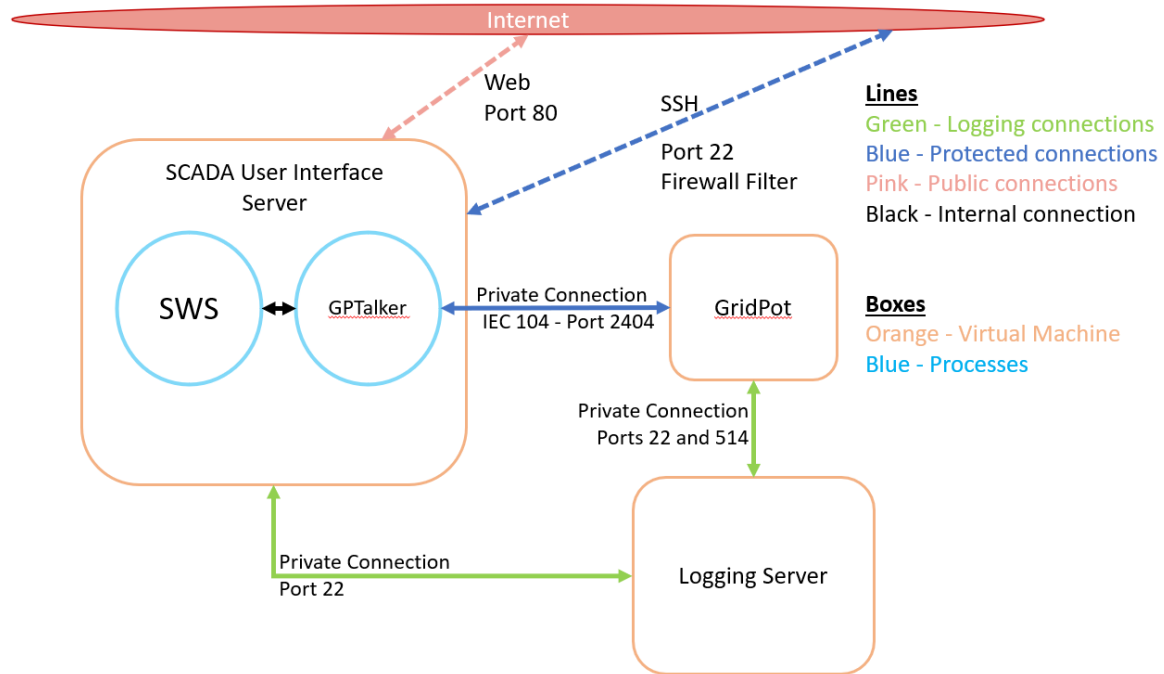 Internet
Web
Port 80
SSH
Port 22
Firewall Filter
Lines
Green - Logging connections
Blue - Protected connections
Pink - Public connections
Black - Internal connection
SCADA User Interface
Server
SWS
GPTalker
Private Connection
IEC 104 - Port 2404
GridPot
Boxes
Orange - Virtual Machine
Blue - Processes
Private Connection
Ports 22 and 514
Private Connection
Port 22
Logging Server